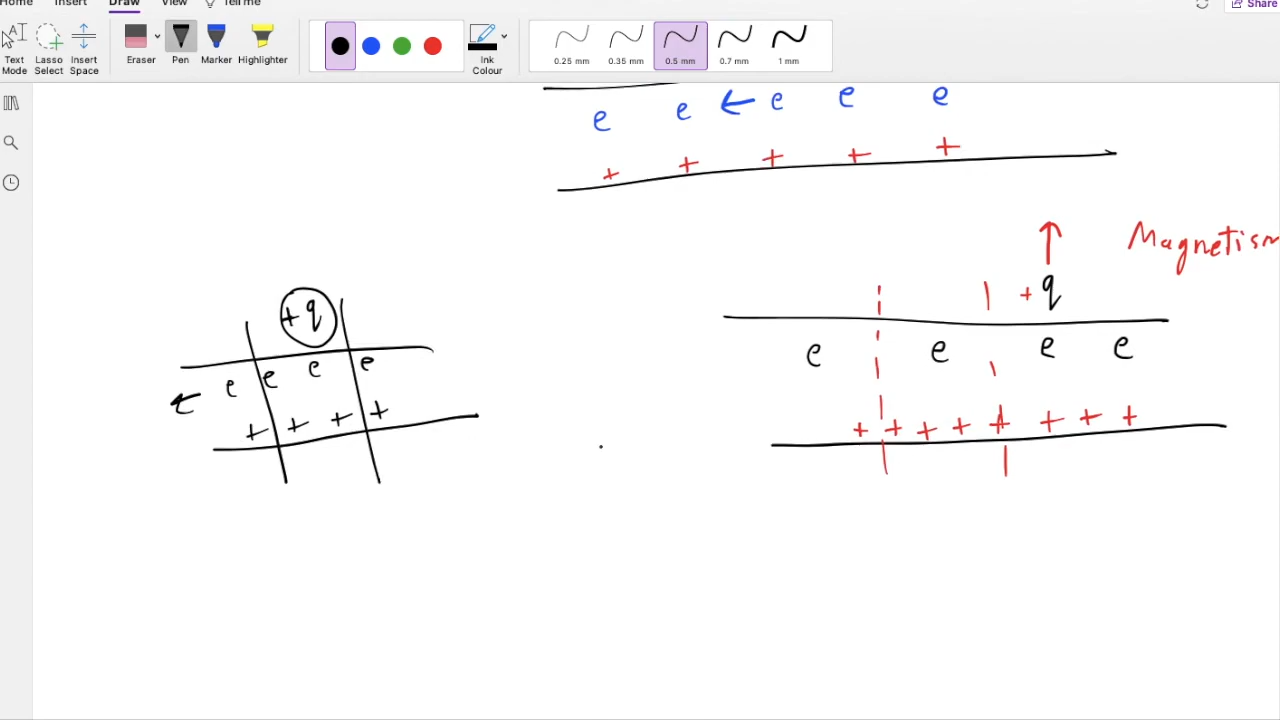 Home Insert Draw View Tell me Share
Text Mode Lasso Select Insert Space Eraser Pen Marker Highlighter Ink Colour 0.25 mm 0.35 mm 0.5 mm 0.7 mm 1 mm
e e ← e e e
+ + + + +
↑ Magnetism
+q
+q
e e e e
e e e e
←
+ + + +
+ + + + + + + +